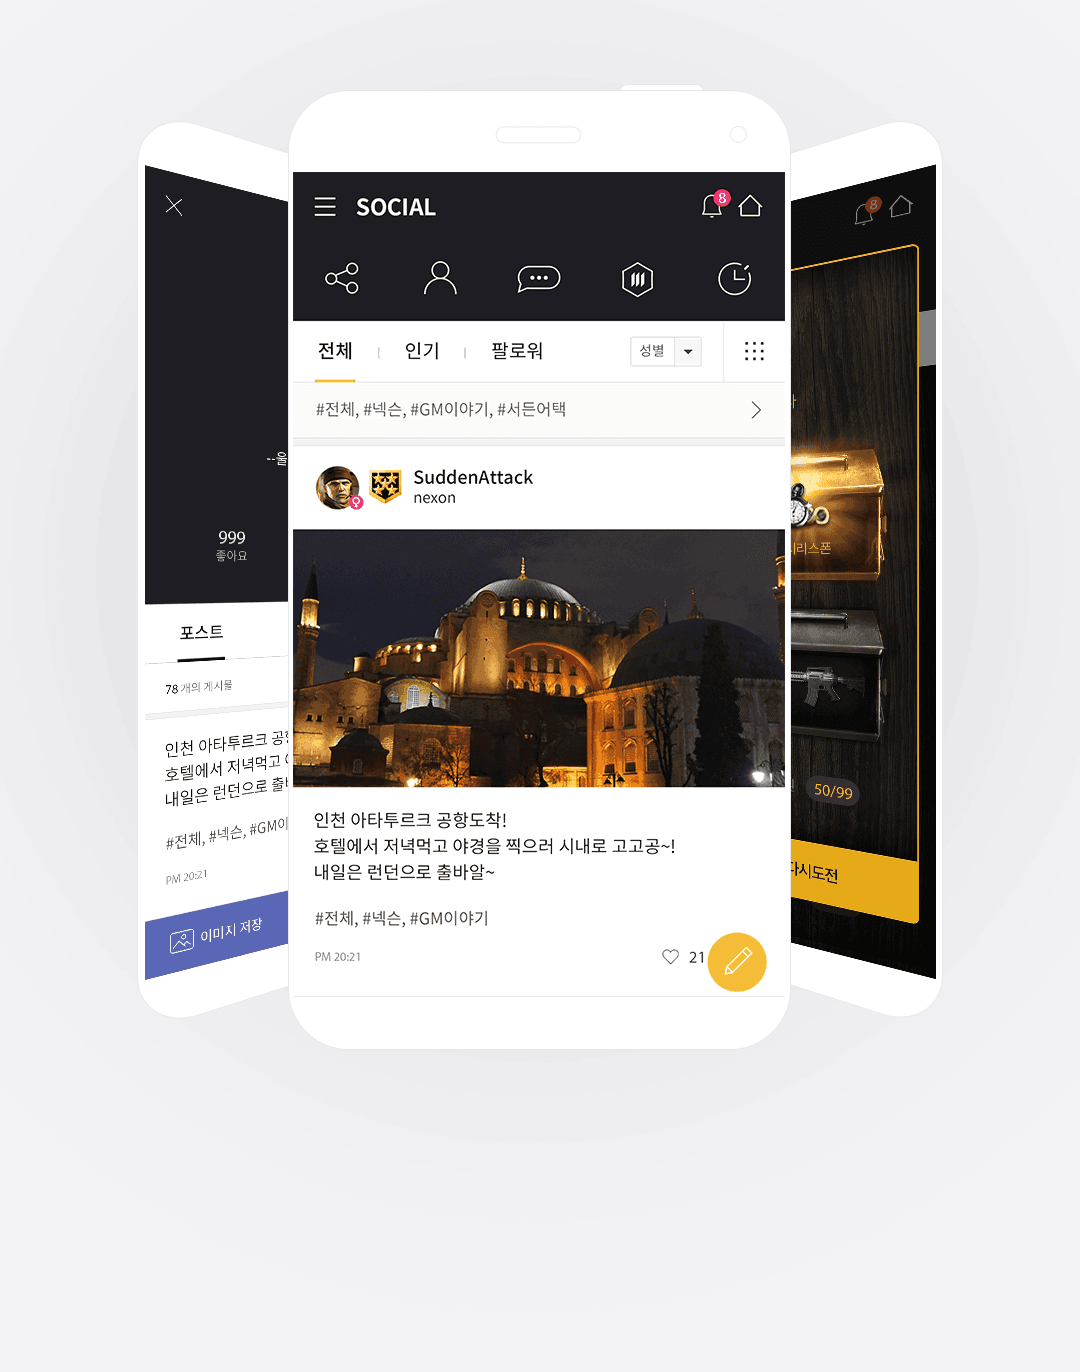 SOCIAL
8
전체
인기
팔로워
성별
#전체, #넥슨, #GM이야기, #서든어택
SuddenAttack
nexon
인천 아타투르크 공항도착!
호텔에서 저녁먹고 야경을 찍으러 시내로 고고공~!
내일은 런던으로 출바알~
#전체, #넥슨, #GM이야기
PM 20:21
21
999
좋아요
포스트
78 개의 게시물
인천 아타투르크 공항
호텔에서 저녁먹고
내일은 런던으로 출바
#전체, #넥슨, #GM이
PM 20:21
이미지 저장
8
리스폰
50/99
다시도전